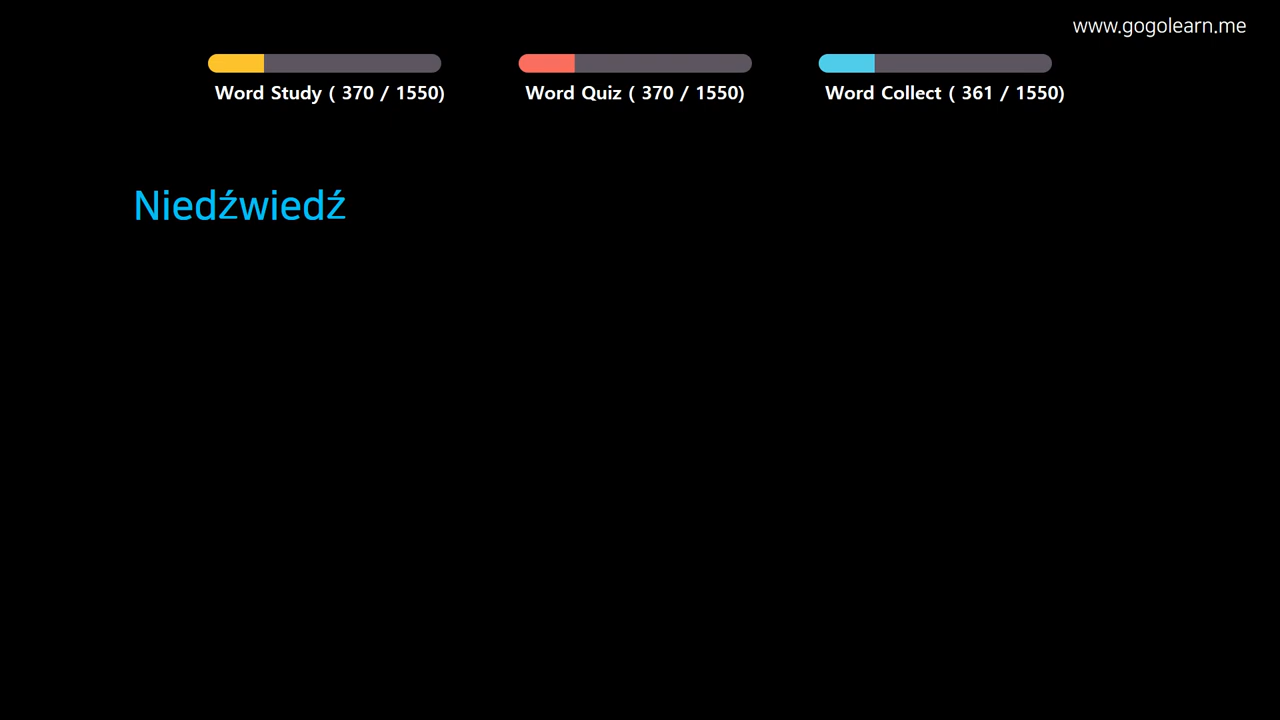 www.gogolearn.me
Word Study ( 370 / 1550)
Word Quiz ( 370 / 1550)
Word Collect ( 361 / 1550)
Niedźwiedź